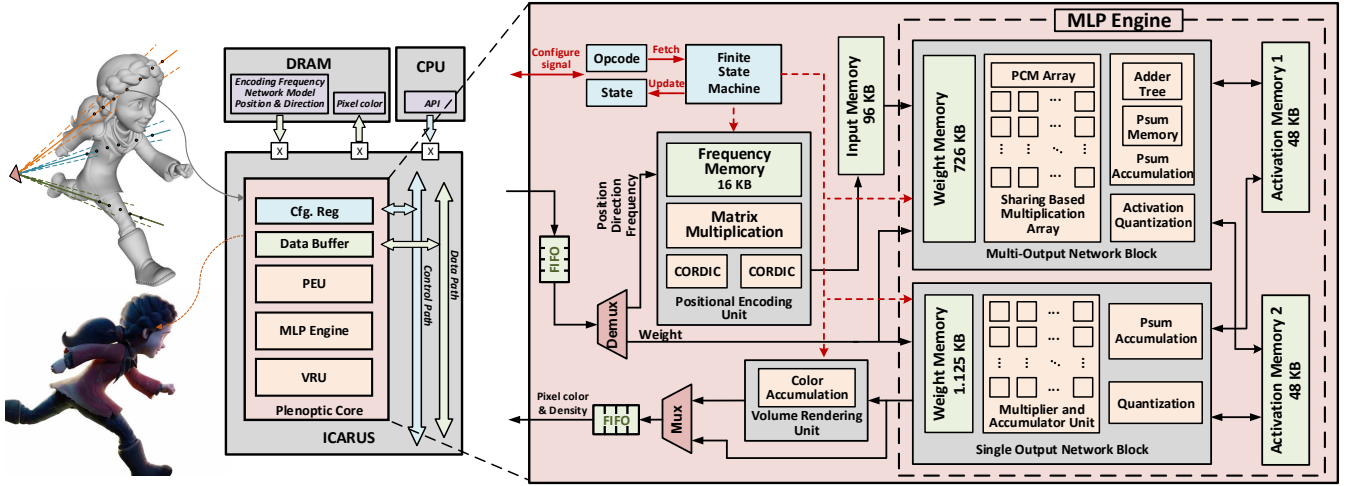 DRAM
Encoding Frequency
Network Model
Position & Direction
Pixel color
CPU
API
X
X
X
Cfg. Reg
Data Buffer
PEU
MLP Engine
VRU
Plenoptic Core
Control Path
Data Path
ICARUS
Configure
signal
Opcode
Fetch
State
Update
Finite
State
Machine
Position
Direction
Frequency
Frequency
Memory
16 KB
Matrix
Multiplication
CORDIC
CORDIC
Positional Encoding
Unit
FIFO
Demux
Weight
Input Memory
96 KB
Pixel color
& Density
FIFO
Mux
Color
Accumulation
Volume Rendering
Unit
MLP Engine
Weight Memory
726 KB
PCM Array
...
...
...
Sharing Based
Multiplication
Array
Adder
Tree
Psum
Memory
Psum
Accumulation
Activation
Quantization
Multi-Output Network Block
Weight Memory
1.125 KB
...
...
...
Multiplier and
Accumulator Unit
Psum
Accumulation
Quantization
Single Output Network Block
Activation Memory 1
48 KB
Activation Memory 2
48 KB